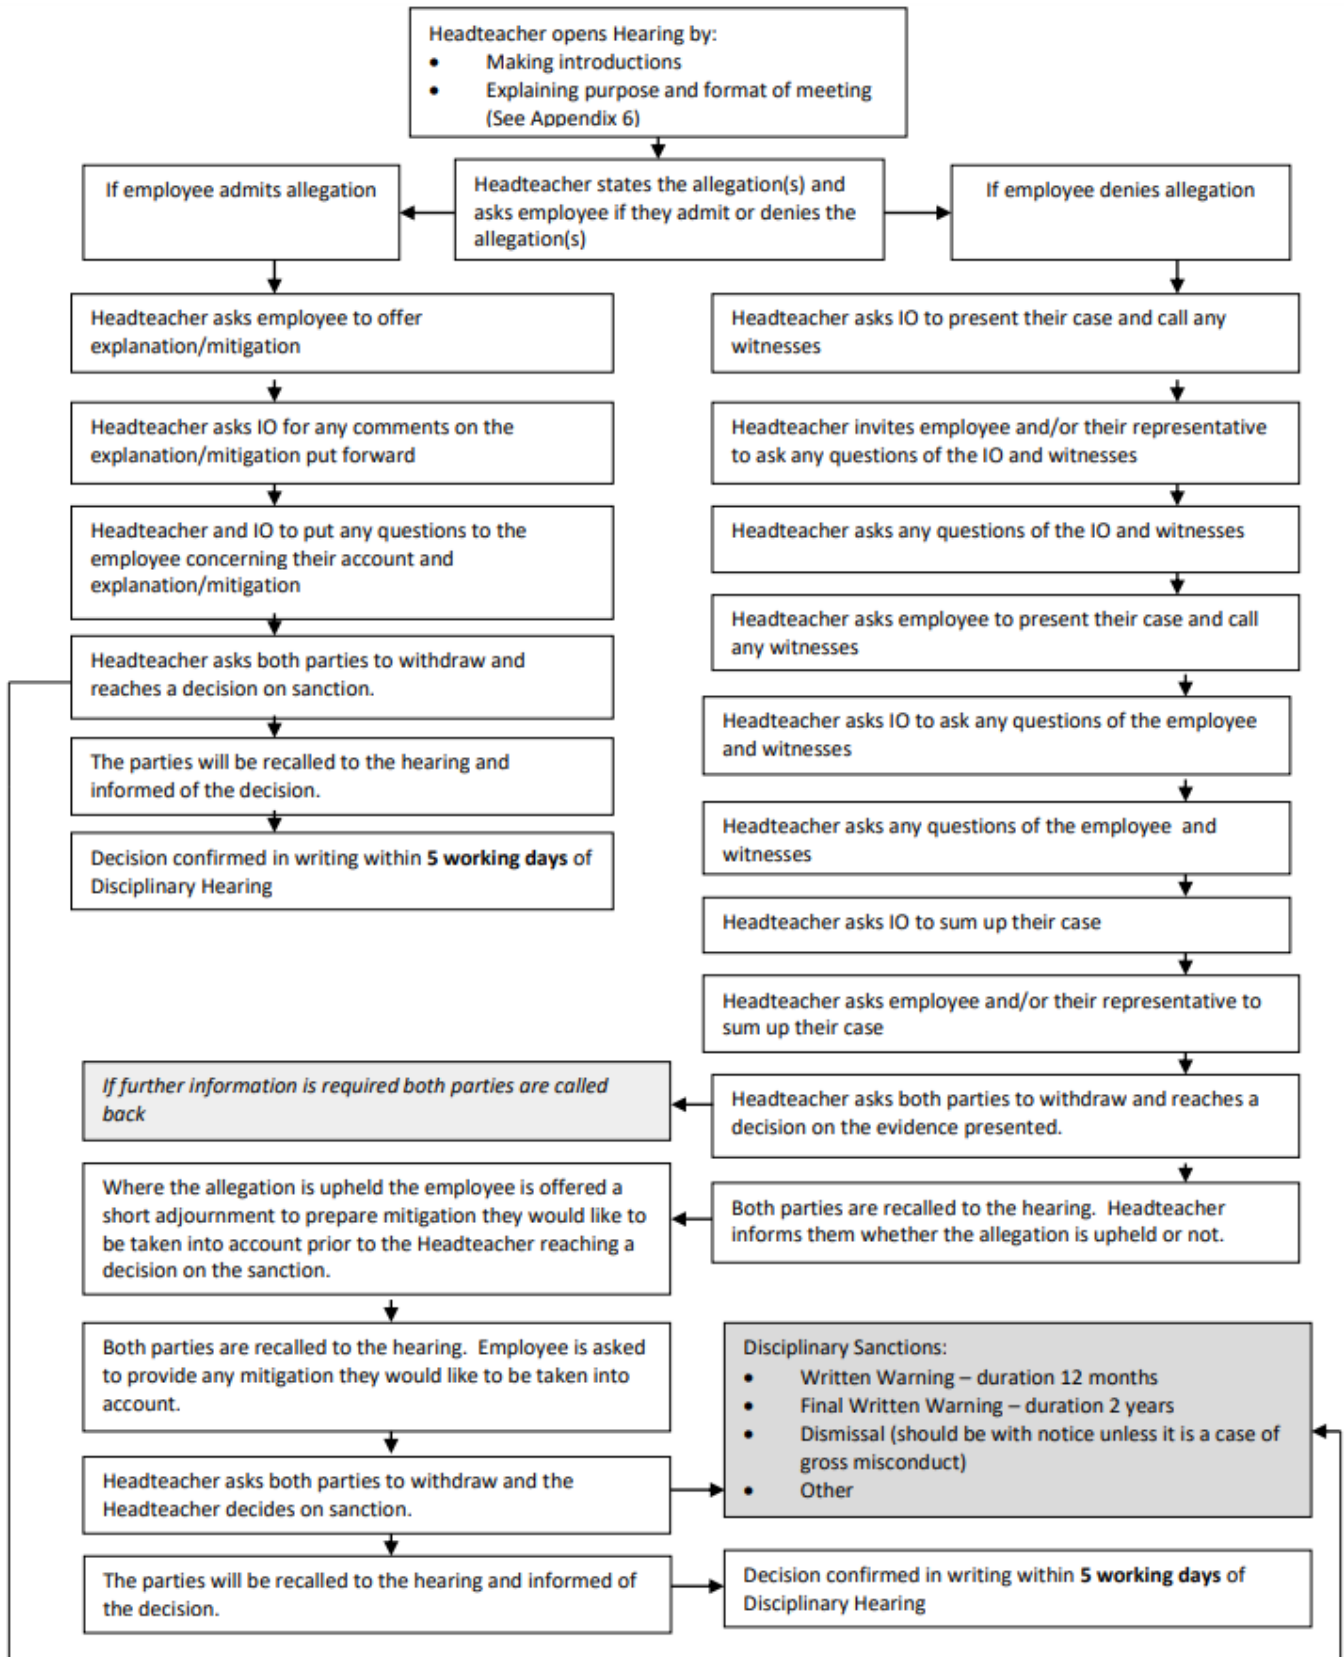 Headteacher opens Hearing by:
• Making introductions
• Explaining purpose and format of meeting
(See Appendix 6)
If employee admits allegation
Headteacher states the allegation(s) and
asks employee if they admit or denies the
allegation(s)
If employee denies allegation
Headteacher asks employee to offer
explanation/mitigation
Headteacher asks IO for any comments on the
explanation/mitigation put forward
Headteacher and IO to put any questions to the
employee concerning their account and
explanation/mitigation
Headteacher asks both parties to withdraw and
reaches a decision on sanction.
The parties will be recalled to the hearing and
informed of the decision.
Decision confirmed in writing within 5 working days of
Disciplinary Hearing
Headteacher asks IO to present their case and call any
witnesses
Headteacher invites employee and/or their representative
to ask any questions of the IO and witnesses
Headteacher asks any questions of the IO and witnesses
Headteacher asks employee to present their case and call
any witnesses
Headteacher asks IO to ask any questions of the employee
and witnesses
Headteacher asks any questions of the employee and
witnesses
Headteacher asks IO to sum up their case
Headteacher asks employee and/or their representative to
sum up their case
Headteacher asks both parties to withdraw and reaches a
decision on the evidence presented.
If further information is required both parties are called
back
Both parties are recalled to the hearing. Headteacher
informs them whether the allegation is upheld or not.
Where the allegation is upheld the employee is offered a
short adjournment to prepare mitigation they would like to
be taken into account prior to the Headteacher reaching a
decision on the sanction.
Both parties are recalled to the hearing. Employee is asked
to provide any mitigation they would like to be taken into
account.
Headteacher asks both parties to withdraw and the
Headteacher decides on sanction.
Disciplinary Sanctions:
• Written Warning – duration 12 months
• Final Written Warning – duration 2 years
• Dismissal (should be with notice unless it is a case of
gross misconduct)
• Other
The parties will be recalled to the hearing and informed of
the decision.
Decision confirmed in writing within 5 working days of
Disciplinary Hearing